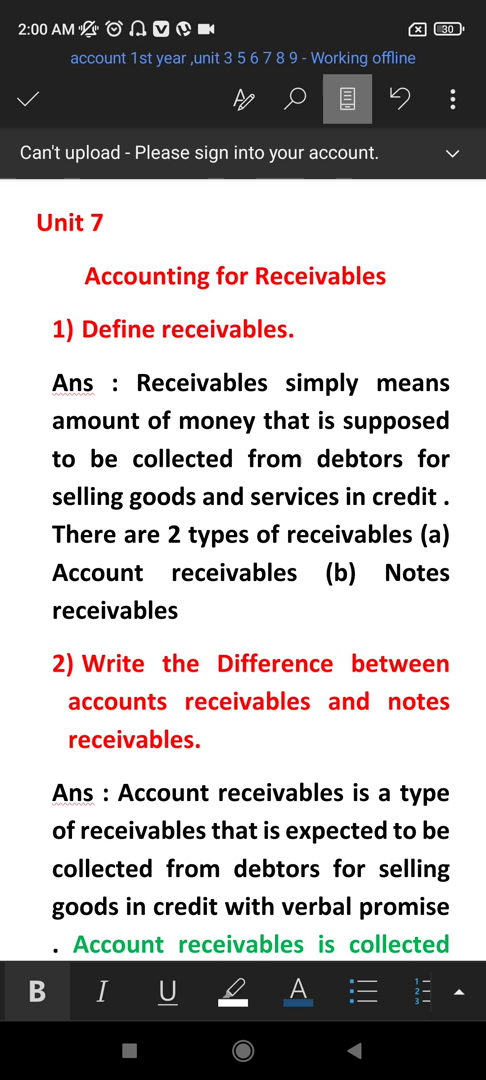 2:00 AM
30
account 1st year ,unit 3 5 6 7 8 9 - Working offline
Can't upload - Please sign into your account.
Unit 7
Accounting for Receivables
1) Define receivables.
Ans : Receivables simply means
amount of money that is supposed
to be collected from debtors for
selling goods and services in credit .
There are 2 types of receivables (a)
Account receivables (b) Notes
receivables
2) Write the Difference between
accounts receivables and notes
receivables.
Ans : Account receivables is a type
of receivables that is expected to be
collected from debtors for selling
goods in credit with verbal promise
. Account receivables is collected
B I U A